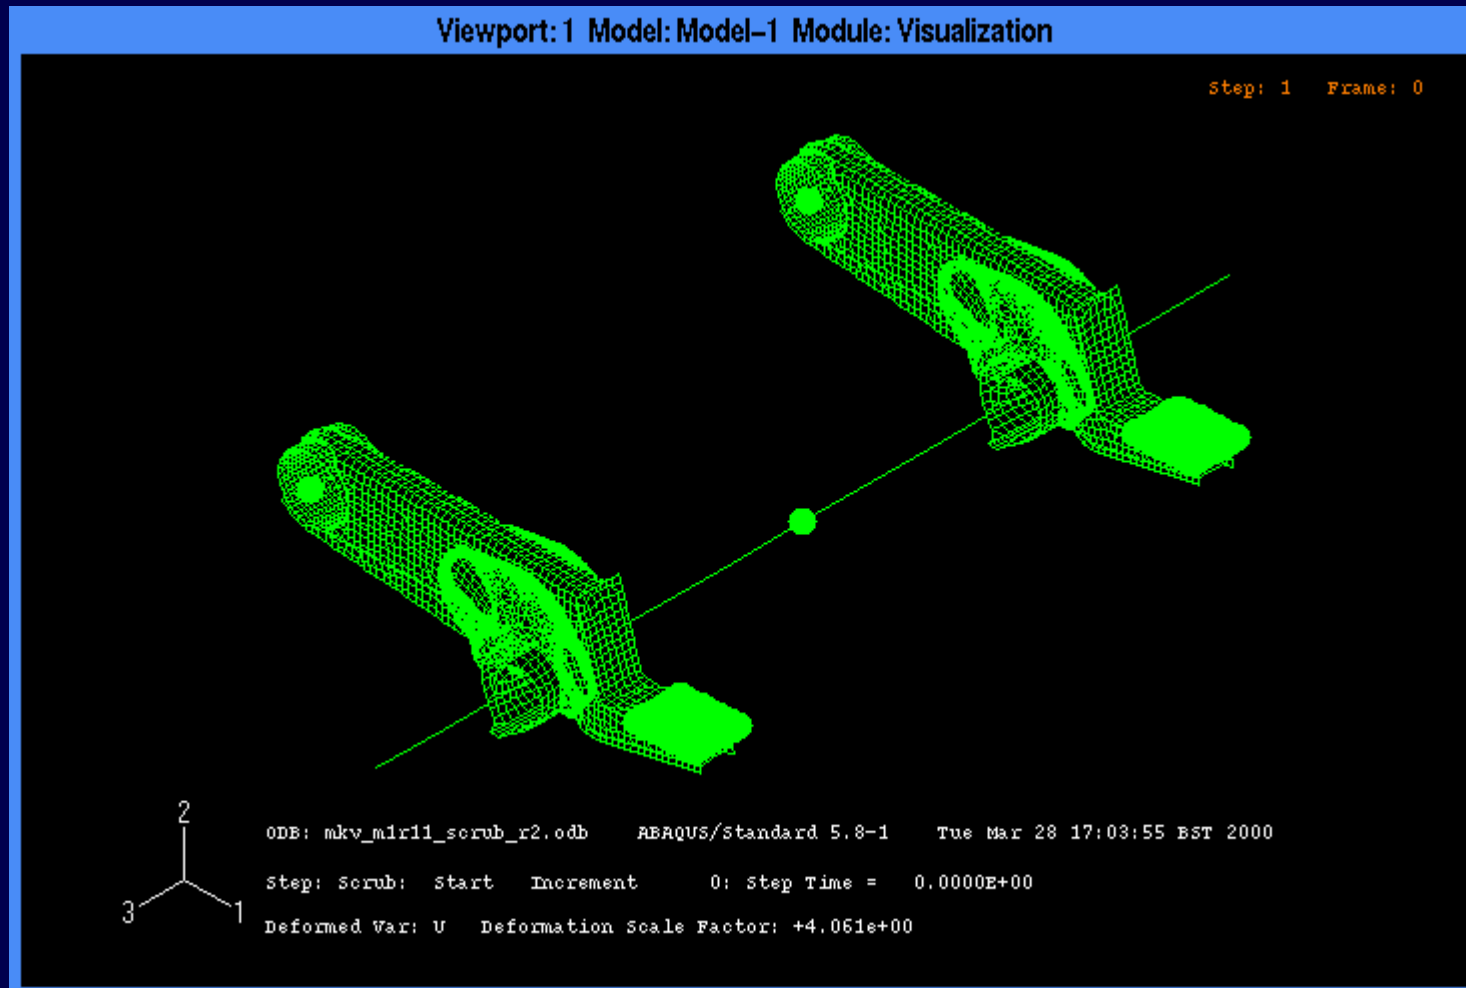 Viewport: 1 Model: Model-1 Module: Visualization
Step: 1 Frame: 0
2
3
1
ODB: mkv_m1r11_scrub_r2.odb ABAQUS/Standard 5.8-1 Tue Mar 28 17:03:55 BST 2000
Step: Scrub: Start Increment 0: Step Time = 0.0000E+00
Deformed Var: U Deformation Scale Factor: +4.061e+00